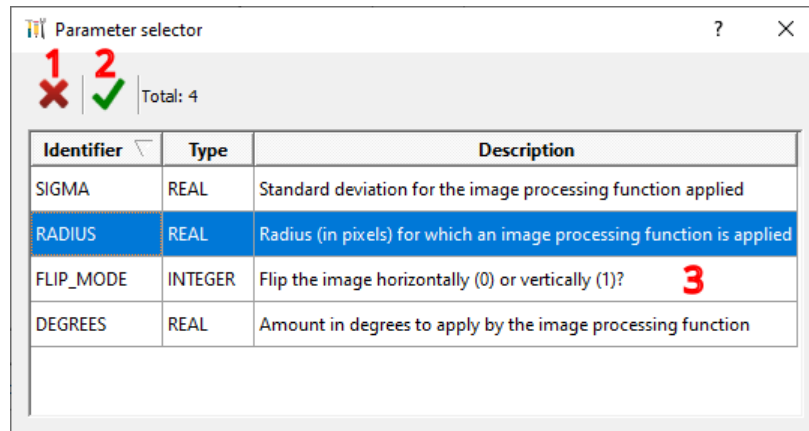 Parameter selector ? ×
1 2
Total: 4
Identifier Type Description
SIGMA REAL Standard deviation for the image processing function applied
RADIUS REAL Radius (in pixels) for which an image processing function is applied
FLIP_MODE INTEGER Flip the image horizontally (0) or vertically (1)? 3
DEGREES REAL Amount in degrees to apply by the image processing function